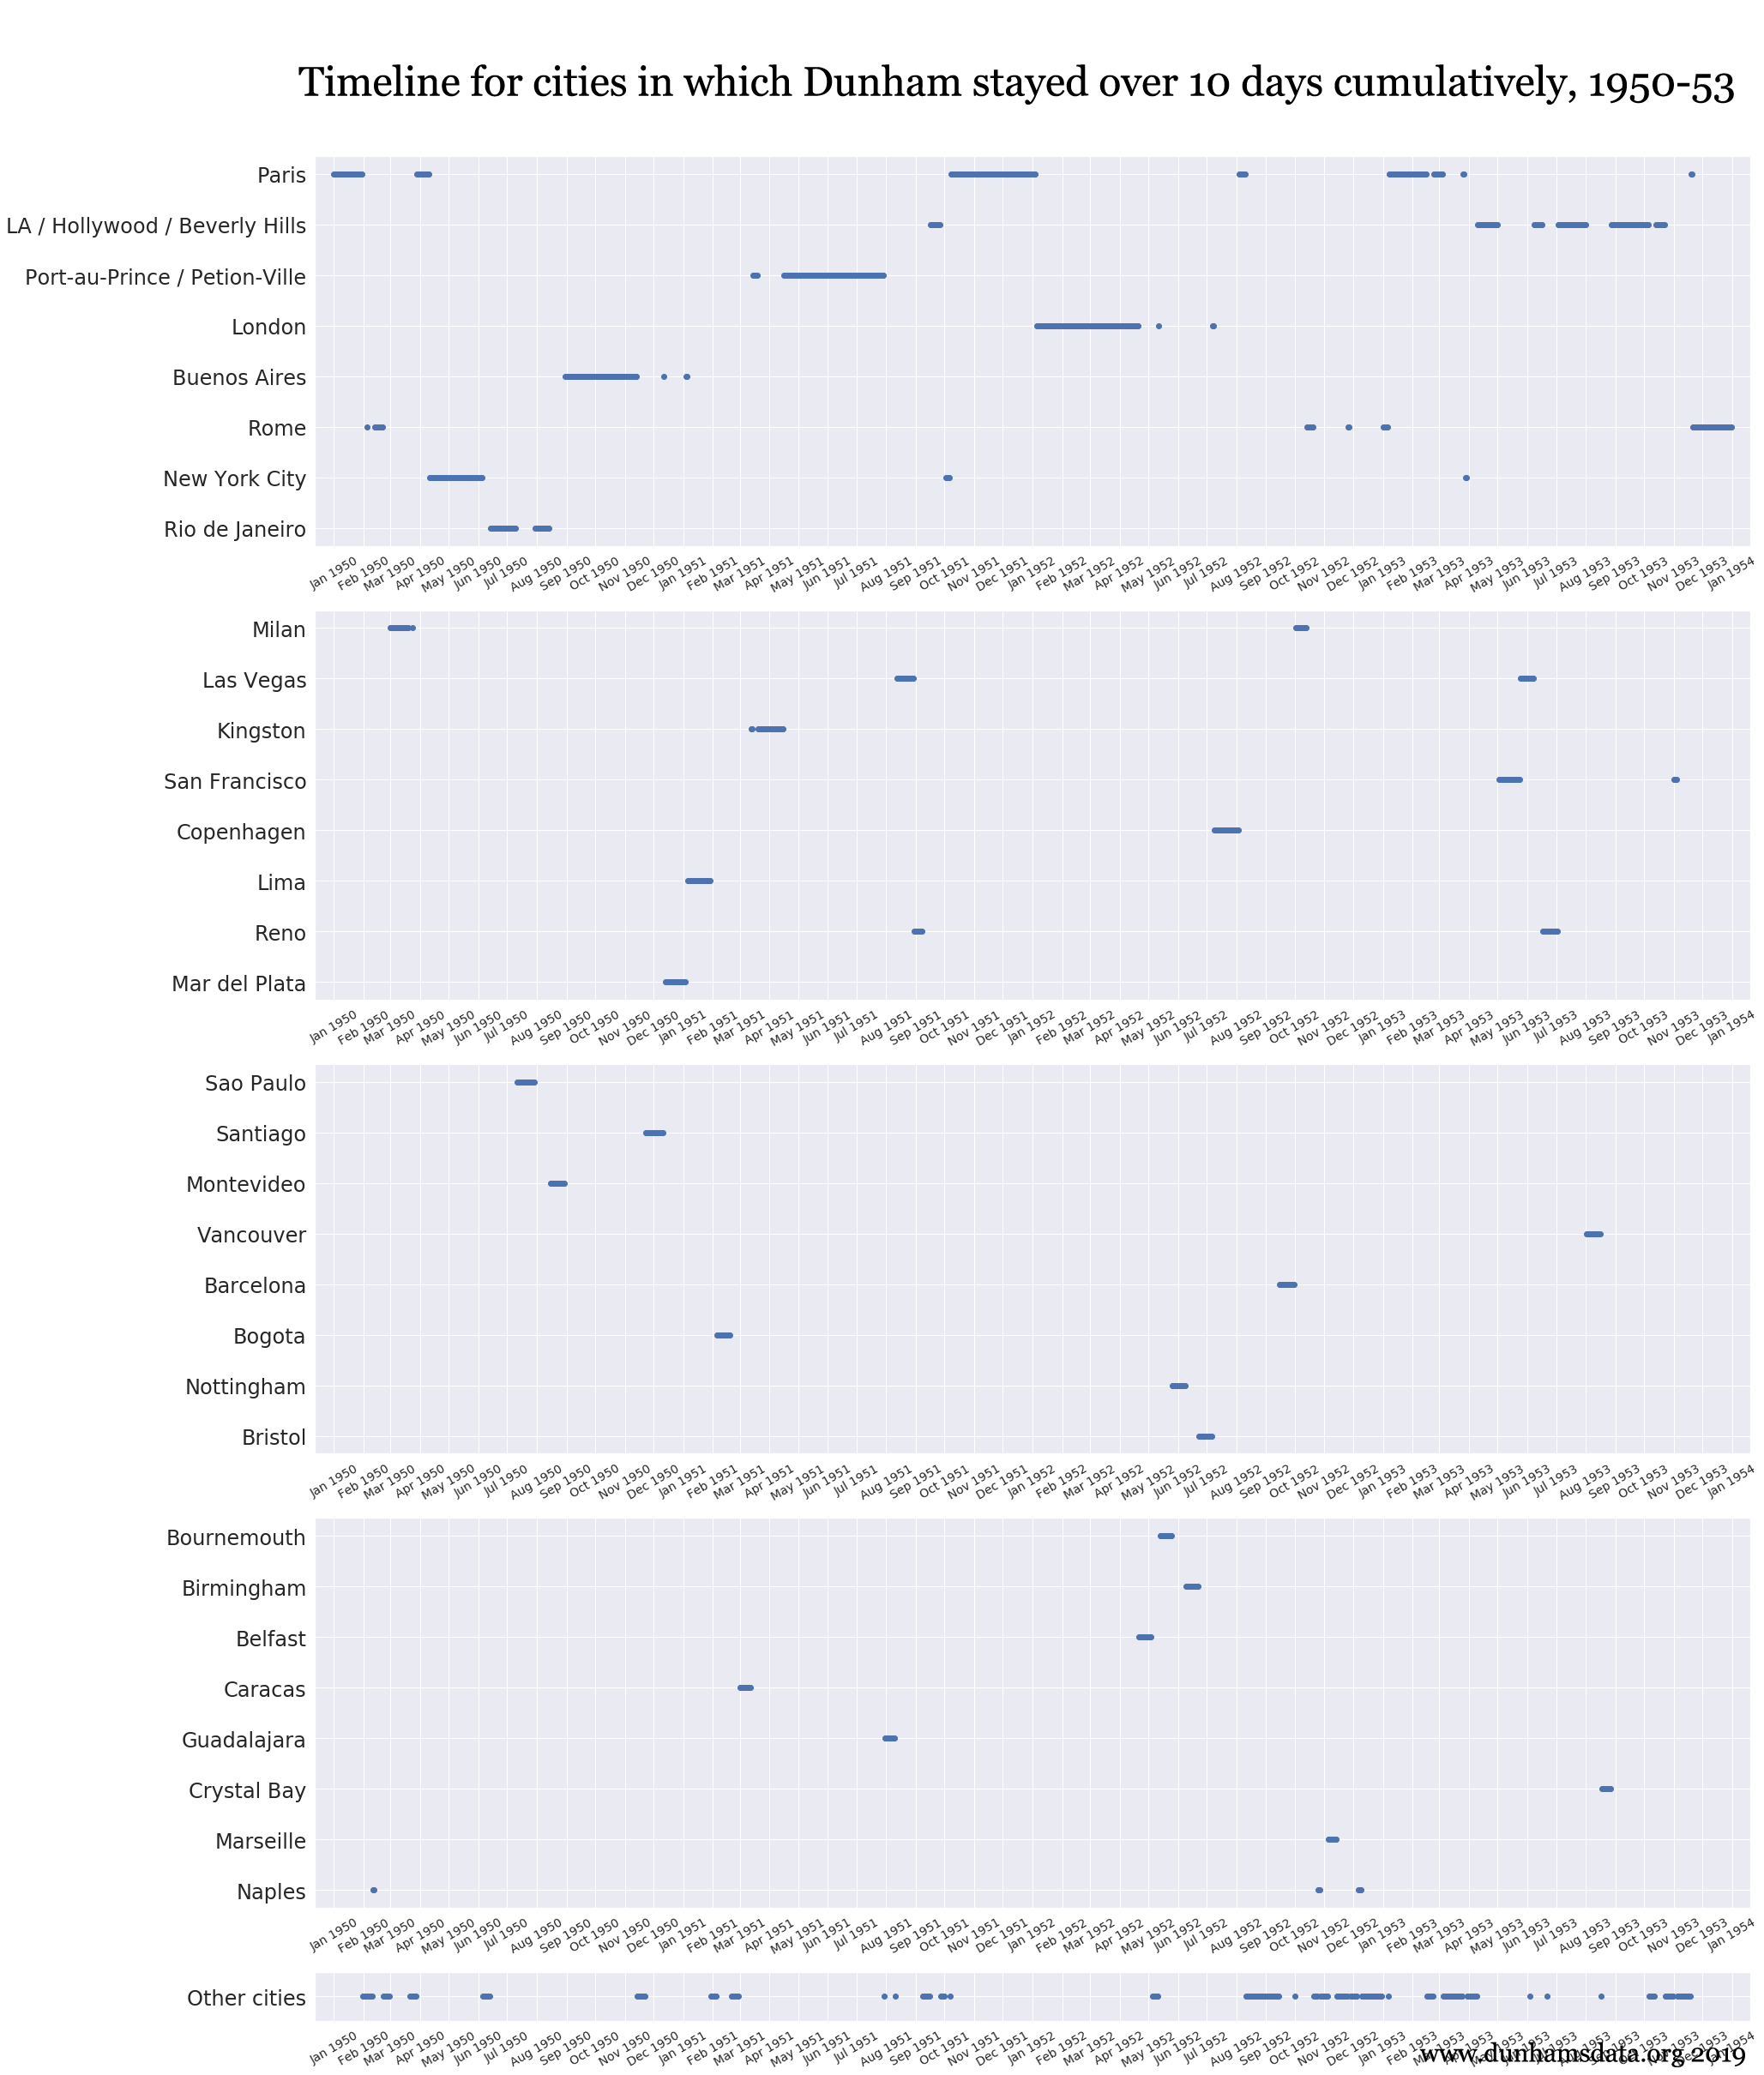 Timeline for cities in which Dunham stayed over 10 days cumulatively, 1950-53
Paris
LA / Hollywood / Beverly Hills
Port-au-Prince / Petion-Ville
London
Buenos Aires
Rome
New York City
Rio de Janeiro
Jan 1950 Feb 1950 Mar 1950 Apr 1950 May 1950 Jun 1950 Jul 1950 Aug 1950 Sep 1950 Oct 1950 Nov 1950 Dec 1950 Jan 1951 Feb 1951 Mar 1951 Apr 1951 May 1951 Jun 1951 Jul 1951 Aug 1951 Sep 1951 Oct 1951 Nov 1951 Dec 1951 Jan 1952 Feb 1952 Mar 1952 Apr 1952 May 1952 Jun 1952 Jul 1952 Aug 1952 Sep 1952 Oct 1952 Nov 1952 Dec 1952 Jan 1953 Feb 1953 Mar 1953 Apr 1953 May 1953 Jun 1953 Jul 1953 Aug 1953 Sep 1953 Oct 1953 Nov 1953 Dec 1953 Jan 1954
Milan
Las Vegas
Kingston
San Francisco
Copenhagen
Lima
Reno
Mar del Plata
Jan 1950 Feb 1950 Mar 1950 Apr 1950 May 1950 Jun 1950 Jul 1950 Aug 1950 Sep 1950 Oct 1950 Nov 1950 Dec 1950 Jan 1951 Feb 1951 Mar 1951 Apr 1951 May 1951 Jun 1951 Jul 1951 Aug 1951 Sep 1951 Oct 1951 Nov 1951 Dec 1951 Jan 1952 Feb 1952 Mar 1952 Apr 1952 May 1952 Jun 1952 Jul 1952 Aug 1952 Sep 1952 Oct 1952 Nov 1952 Dec 1952 Jan 1953 Feb 1953 Mar 1953 Apr 1953 May 1953 Jun 1953 Jul 1953 Aug 1953 Sep 1953 Oct 1953 Nov 1953 Dec 1953 Jan 1954
Sao Paulo
Santiago
Montevideo
Vancouver
Barcelona
Bogota
Nottingham
Bristol
Jan 1950 Feb 1950 Mar 1950 Apr 1950 May 1950 Jun 1950 Jul 1950 Aug 1950 Sep 1950 Oct 1950 Nov 1950 Dec 1950 Jan 1951 Feb 1951 Mar 1951 Apr 1951 May 1951 Jun 1951 Jul 1951 Aug 1951 Sep 1951 Oct 1951 Nov 1951 Dec 1951 Jan 1952 Feb 1952 Mar 1952 Apr 1952 May 1952 Jun 1952 Jul 1952 Aug 1952 Sep 1952 Oct 1952 Nov 1952 Dec 1952 Jan 1953 Feb 1953 Mar 1953 Apr 1953 May 1953 Jun 1953 Jul 1953 Aug 1953 Sep 1953 Oct 1953 Nov 1953 Dec 1953 Jan 1954
Bournemouth
Birmingham
Belfast
Caracas
Guadalajara
Crystal Bay
Marseille
Naples
Jan 1950 Feb 1950 Mar 1950 Apr 1950 May 1950 Jun 1950 Jul 1950 Aug 1950 Sep 1950 Oct 1950 Nov 1950 Dec 1950 Jan 1951 Feb 1951 Mar 1951 Apr 1951 May 1951 Jun 1951 Jul 1951 Aug 1951 Sep 1951 Oct 1951 Nov 1951 Dec 1951 Jan 1952 Feb 1952 Mar 1952 Apr 1952 May 1952 Jun 1952 Jul 1952 Aug 1952 Sep 1952 Oct 1952 Nov 1952 Dec 1952 Jan 1953 Feb 1953 Mar 1953 Apr 1953 May 1953 Jun 1953 Jul 1953 Aug 1953 Sep 1953 Oct 1953 Nov 1953 Dec 1953 Jan 1954
Other cities
Jan 1950 Feb 1950 Mar 1950 Apr 1950 May 1950 Jun 1950 Jul 1950 Aug 1950 Sep 1950 Oct 1950 Nov 1950 Dec 1950 Jan 1951 Feb 1951 Mar 1951 Apr 1951 May 1951 Jun 1951 Jul 1951 Aug 1951 Sep 1951 Oct 1951 Nov 1951 Dec 1951 Jan 1952 Feb 1952 Mar 1952 Apr 1952 May 1952 Jun 1952 Jul 1952 Aug 1952 Sep 1952 Oct 1952 Nov 1952 Dec 1952 Jan 1953
www.dunhamsdata.org 2019